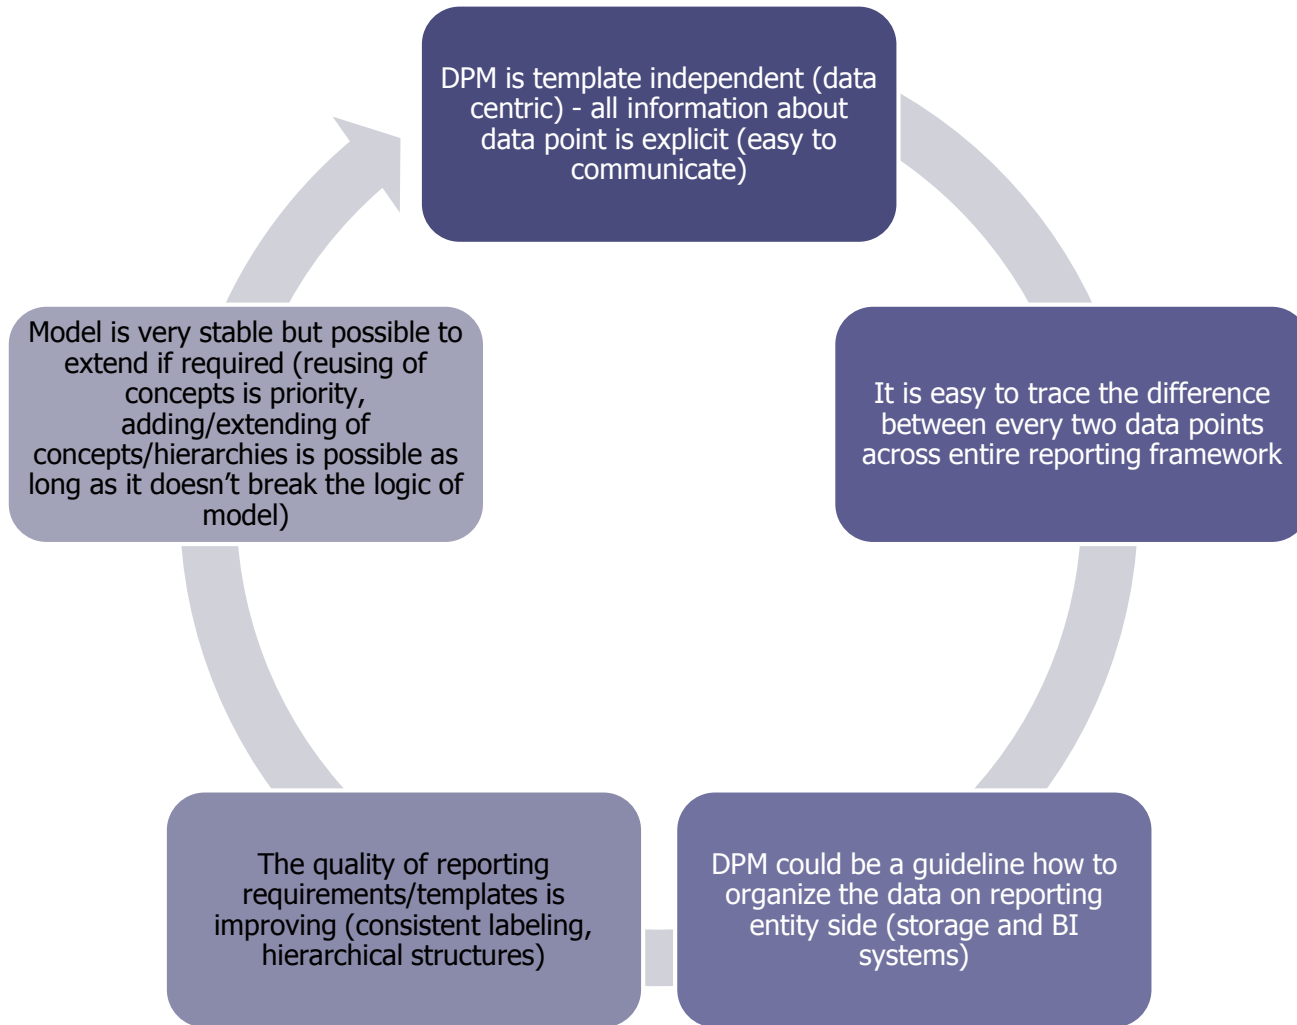 DPM is template independent (data
centric) - all information about
data point is explicit (easy to
communicate)
It is easy to trace the difference
between every two data points
across entire reporting framework
DPM could be a guideline how to
organize the data on reporting
entity side (storage and BI
systems)
The quality of reporting
requirements/templates is
improving (consistent labeling,
hierarchical structures)
Model is very stable but possible to
extend if required (reusing of
concepts is priority,
adding/extending of
concepts/hierarchies is possible as
long as it doesn’t break the logic of
model)